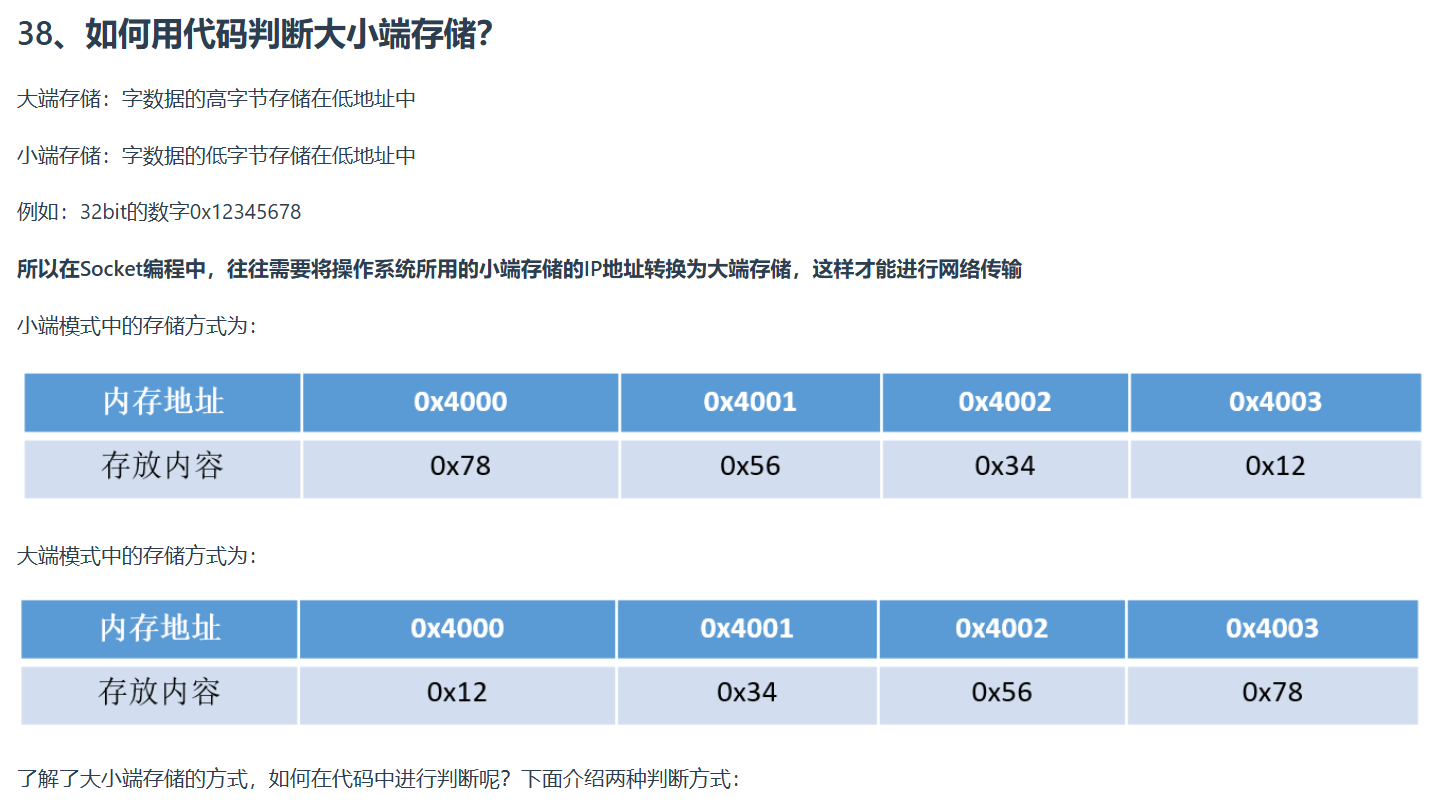 38、如何用代码判断大小端存储?
大端存储：字数据的高字节存储在低地址中
小端存储：字数据的低字节存储在低地址中
例如：32bit的数字0x12345678
所以在Socket编程中，往往需要将操作系统所用的小端存储的IP地址转换为大端存储，这样才能进行网络传输
小端模式中的存储方式为：
内存地址 0x4000 0x4001 0x4002 0x4003
存放内容 0x78 0x56 0x34 0x12
大端模式中的存储方式为：
内存地址 0x4000 0x4001 0x4002 0x4003
存放内容 0x12 0x34 0x56 0x78
了解了大小端存储的方式，如何在代码中进行判断呢？下面介绍两种判断方式：